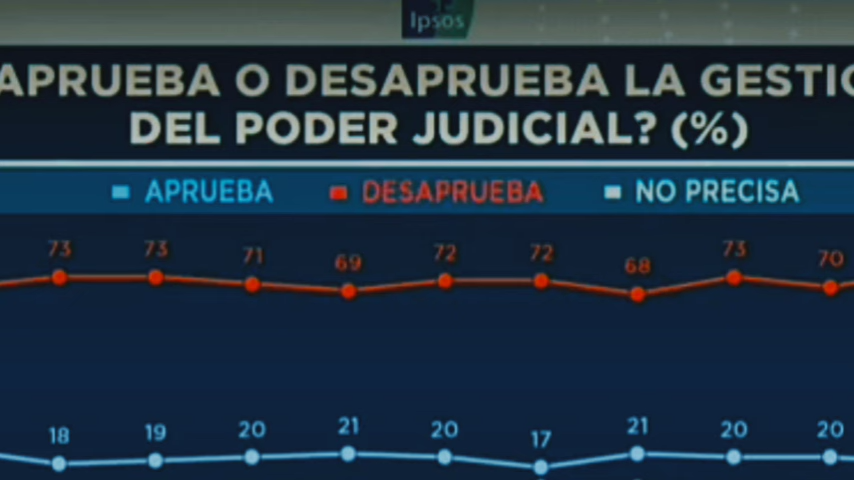 Ipsos
APRUEBA O DESAPRUEBA LA GESTIO
DEL PODER JUDICIAL? (%)
APRUEBA DESAPRUEBA NO PRECISA
73 73 71 69 72 72 68 73 70
18 19 20 21 20 17 21 20 20